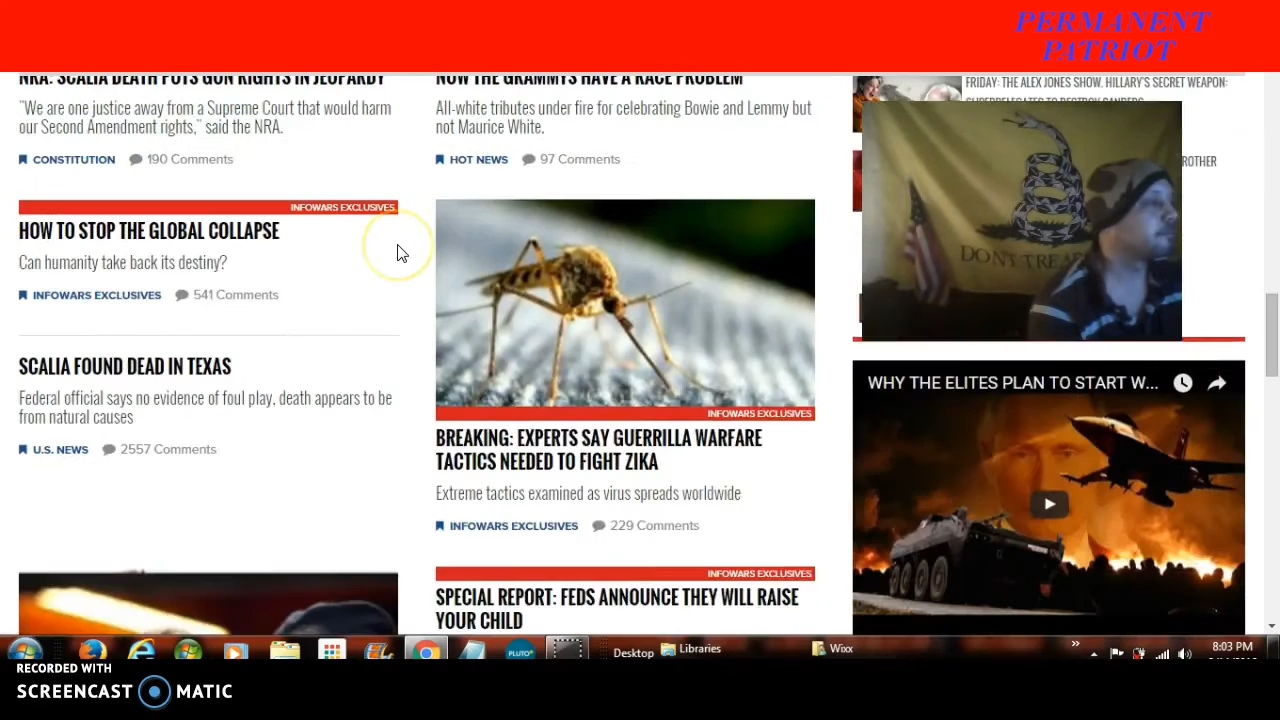 PERMANENT
PATRIOT
NRA: SCALIA DEATH PUTS GUN RIGHTS IN JEOPARDY
"We are one justice away from a Supreme Court that would harm
our Second Amendment rights," said the NRA.
CONSTITUTION 190 Comments
INFOWARS EXCLUSIVES
HOW TO STOP THE GLOBAL COLLAPSE
Can humanity take back its destiny?
INFOWARS EXCLUSIVES 541 Comments
SCALIA FOUND DEAD IN TEXAS
Federal official says no evidence of foul play, death appears to be
from natural causes
U.S. NEWS 2557 Comments
NOW THE GRAMMYS HAVE A RACE PROBLEM
All-white tributes under fire for celebrating Bowie and Lemmy but
not Maurice White.
HOT NEWS 97 Comments
INFOWARS EXCLUSIVES
BREAKING: EXPERTS SAY GUERRILLA WARFARE
TACTICS NEEDED TO FIGHT ZIKA
Extreme tactics examined as virus spreads worldwide
INFOWARS EXCLUSIVES 229 Comments
INFOWARS EXCLUSIVES
SPECIAL REPORT: FEDS ANNOUNCE THEY WILL RAISE
YOUR CHILD
FRIDAY: THE ALEX JONES SHOW. HILLARY'S SECRET WEAPON:
SUPERDELEGATES TO DESTROY SANDERS
ROTHER
DON'T TREA
WHY THE ELITES PLAN TO START W...
PLUTO
Desktop
Libraries
Wixx
8:03 PM
RECORDED WITH
SCREENCAST MATIC